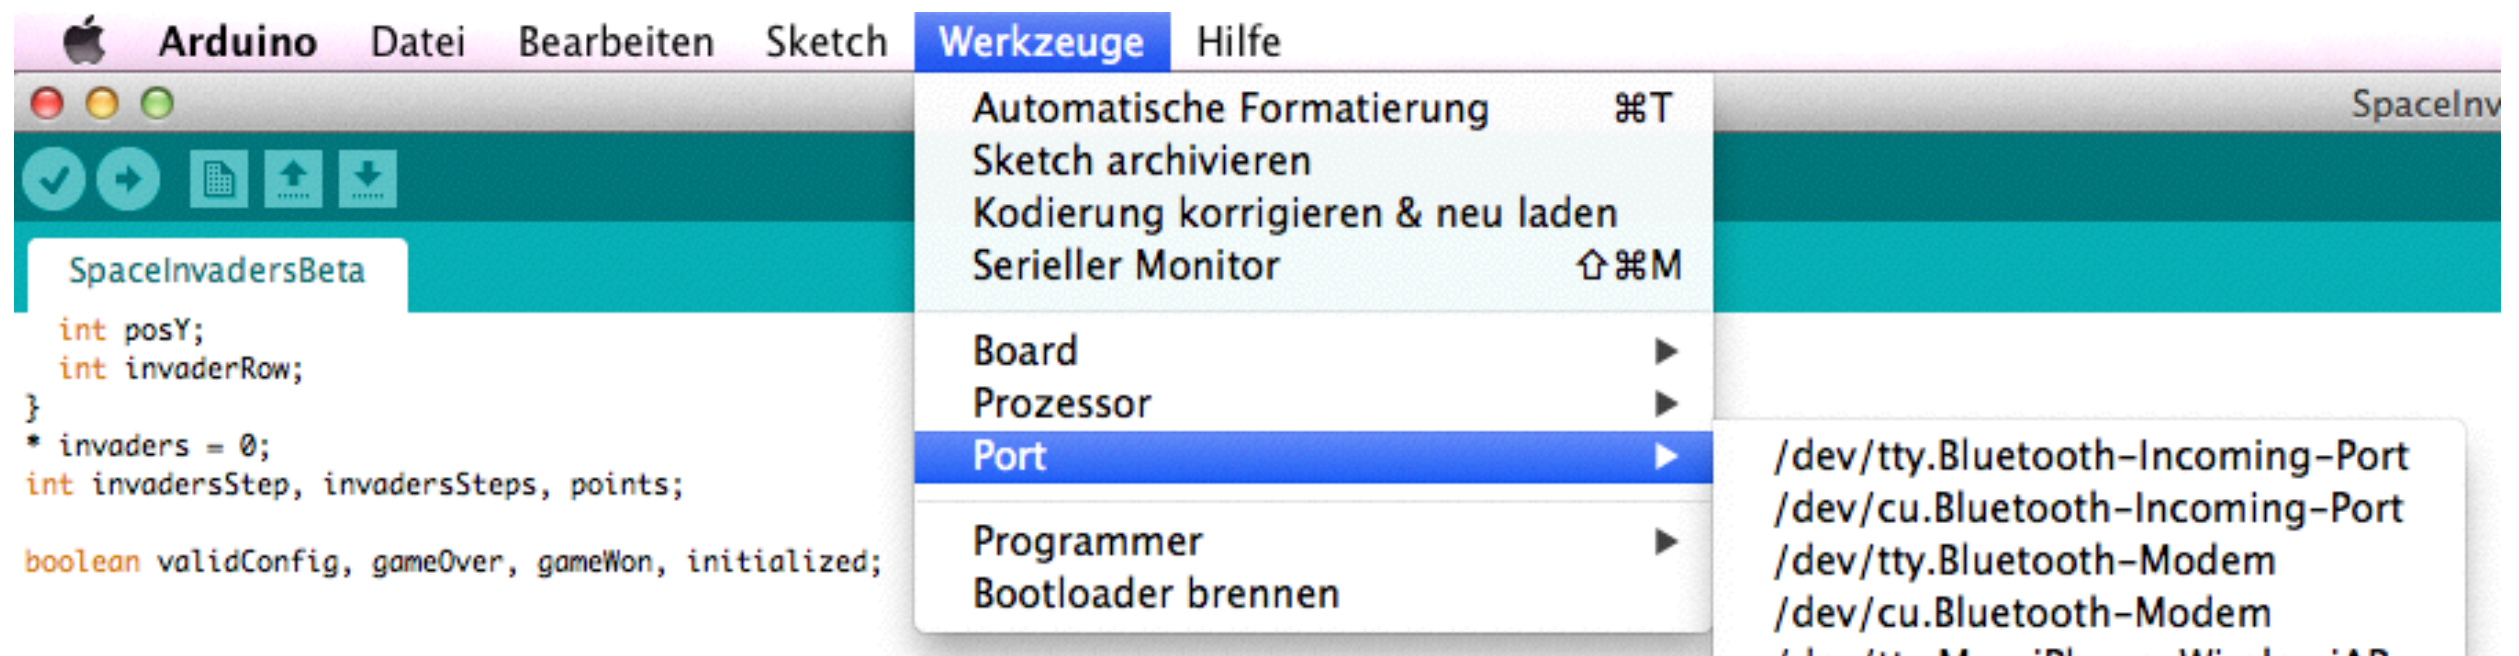 Arduino Datei Bearbeiten Sketch Werkzeuge Hilfe
SpaceInv
SpaceInvadersBeta
int posY;
int invaderRow;
}
* invaders = 0;
int invadersStep, invadersSteps, points;
boolean validConfig, gameOver, gameWon, initialized;
Automatische Formatierung ⌘T
Sketch archivieren
Kodierung korrigieren & neu laden
Serieller Monitor ⇧⌘M
Board ▶
Prozessor ▶
Port ▶
Programmer ▶
Bootloader brennen
/dev/tty.Bluetooth-Incoming-Port
/dev/cu.Bluetooth-Incoming-Port
/dev/tty.Bluetooth-Modem
/dev/cu.Bluetooth-Modem